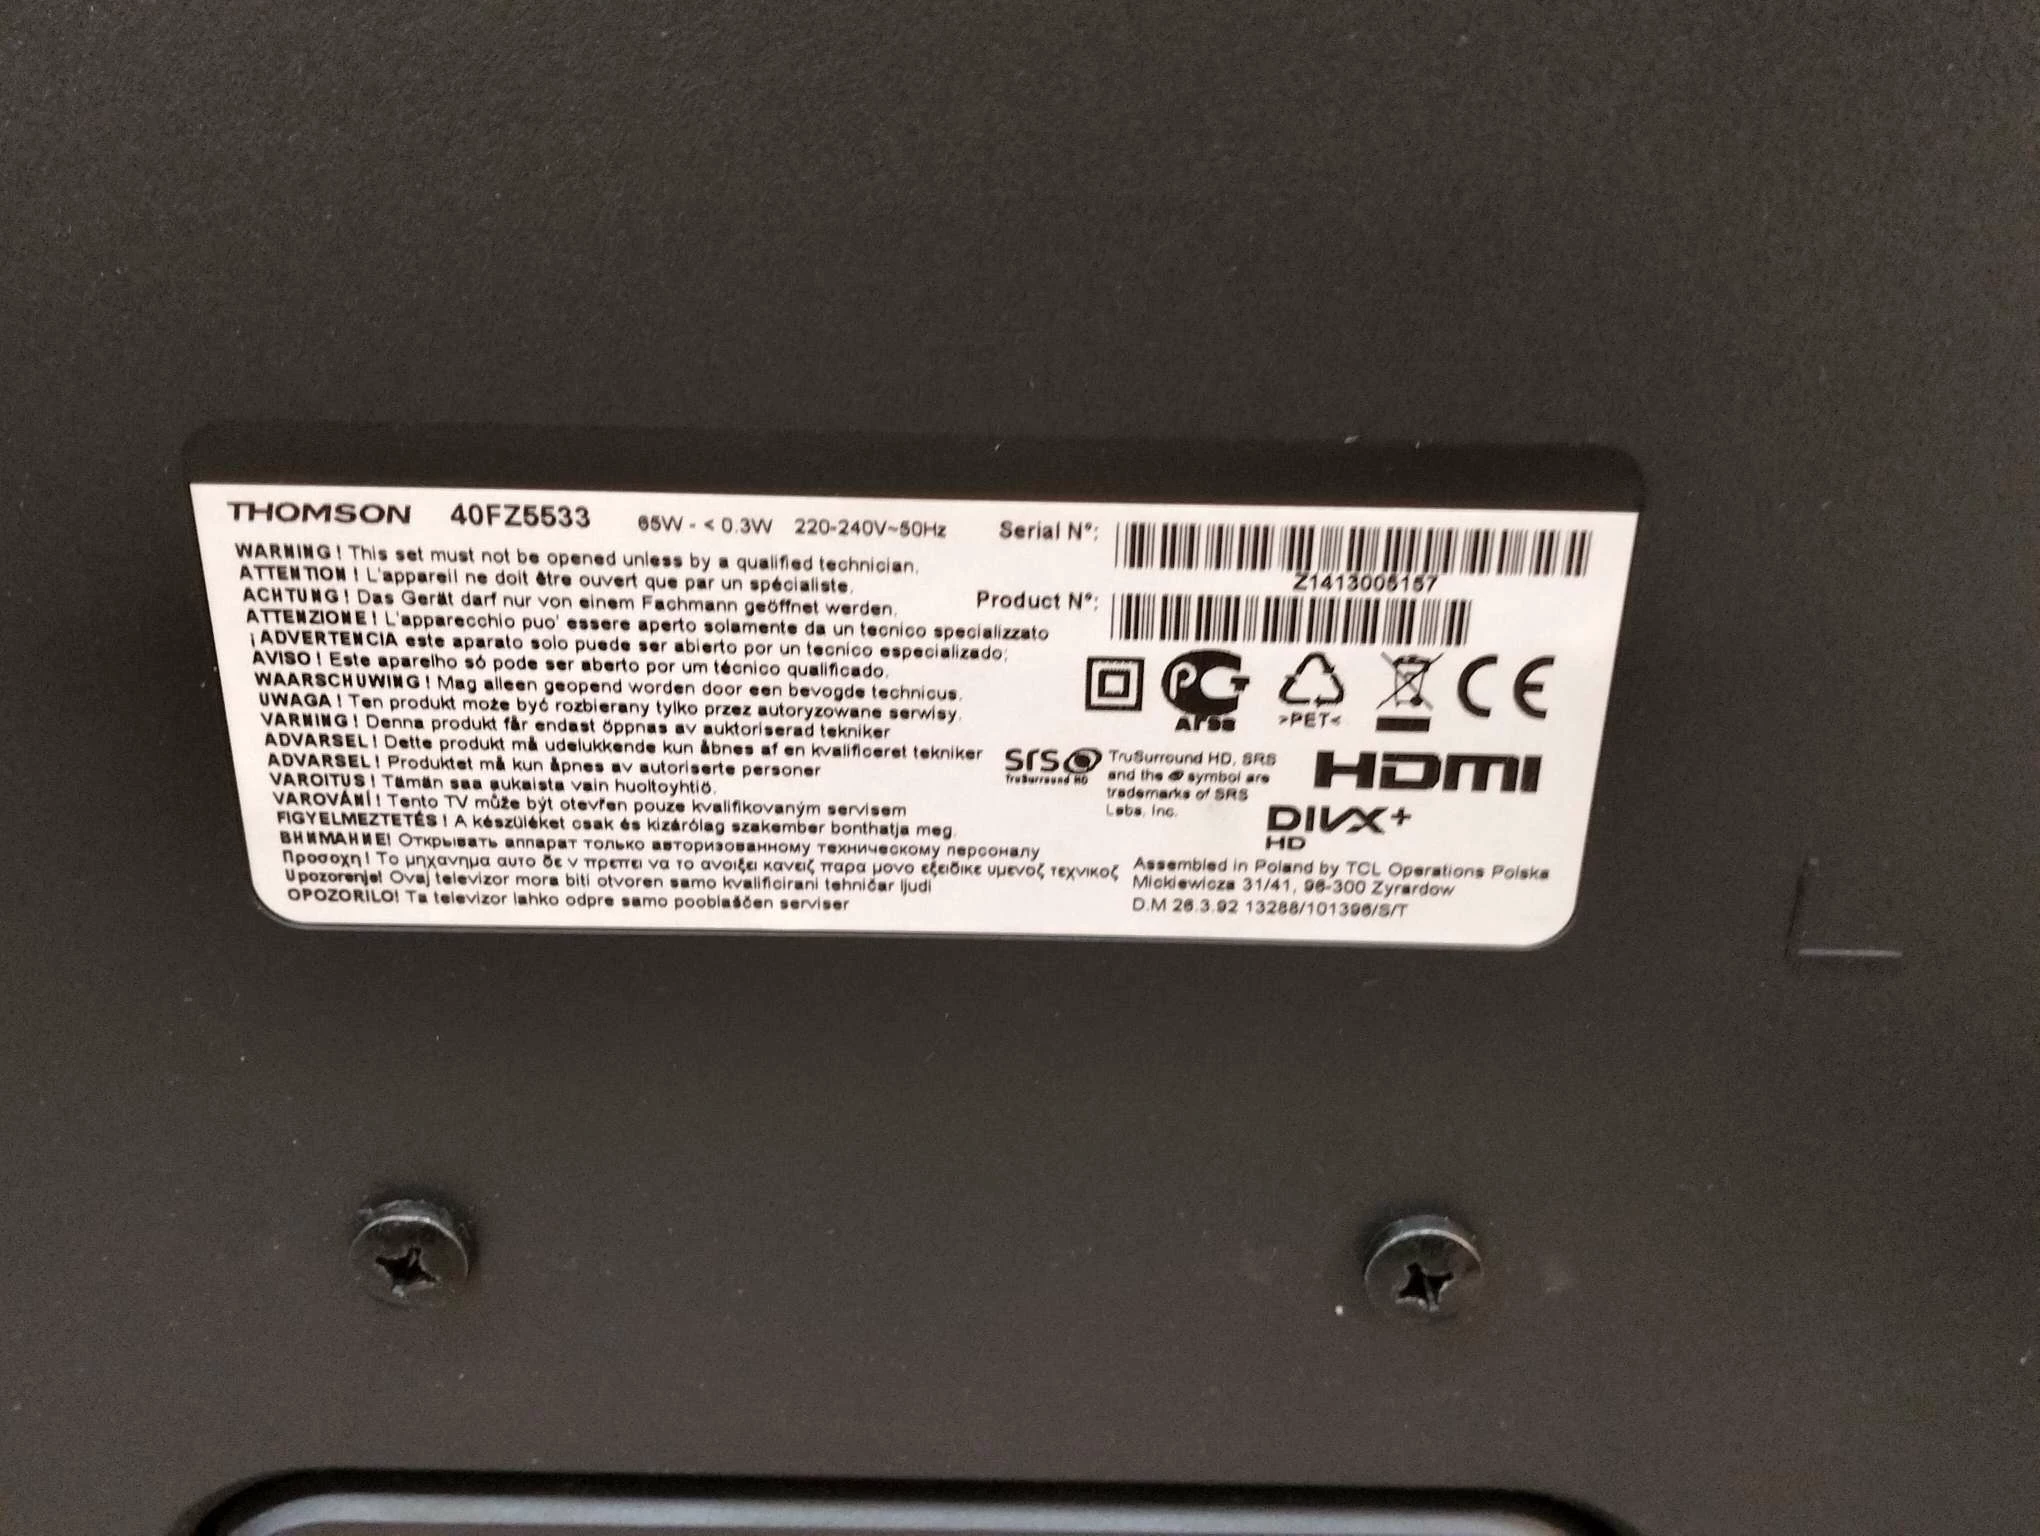 THOMSON 40FZ5533 65W - < 0.3W 220-240V~50Hz
WARNING! This set must not be opened unless by a qualified technician.
ATTENTION! L'appareil ne doit être ouvert que par un spécialiste.
ACHTUNG! Das Gerät darf nur von einem Fachmann geöffnet werden.
ATTENZIONE! L'apparecchio puo' essere aperto solamente da un tecnico specializzato
¡ADVERTENCIA este aparato solo puede ser abierto por un tecnico especializado;
AVISO! Este aparelho só pode ser aberto por um técnico qualificado.
WAARSCHUWING! Mag alleen geopend worden door een bevogde technicus.
UWAGA! Ten produkt może być rozbierany tylko przez autoryzowane serwisy.
VARNING! Denna produkt får endast öppnas av auktoriserad tekniker
ADVARSEL! Dette produkt må udelukkende kun åbnes af en kvalificeret tekniker
ADVARSEL! Produktet må kun åpnes av autoriserte personer
VAROITUS! Tämän saa aukaista vain huoltoyhtiö.
VAROVÁNÍ! Tento TV může být otevřen pouze kvalifikovaným servisem
FIGYELMEZTETÉS! A készüléket csak és kizárólag szakember bonthatja meg.
ВНИМАНИЕ! Открывать аппарат только авторизованному техническому персоналу
Προσοχη! Το μηχανημα αυτο δε ν πρεπει να το ανοιξει κανειζ παρα μονο εξειδικε υμενοζ τεχνικοζ
Upozorenje! Ovaj televizor mora biti otvoren samo kvalificirani tehničar ljudi
OPOZORILO! Ta televizor lahko odpre samo pooblaščen serviser
Serial N°:
Z1413005157
Product N°:
>PET<
CE
SRS TruSurround HD
TruSurround HD, SRS
and the symbol are
trademarks of SRS
Labs, Inc.
HDMI
DIVX+
HD
Assembled in Poland by TCL Operations Polska
Mickiewicza 31/41, 96-300 Zyrardow
D.M 26.3.92 13288/101396/S/T